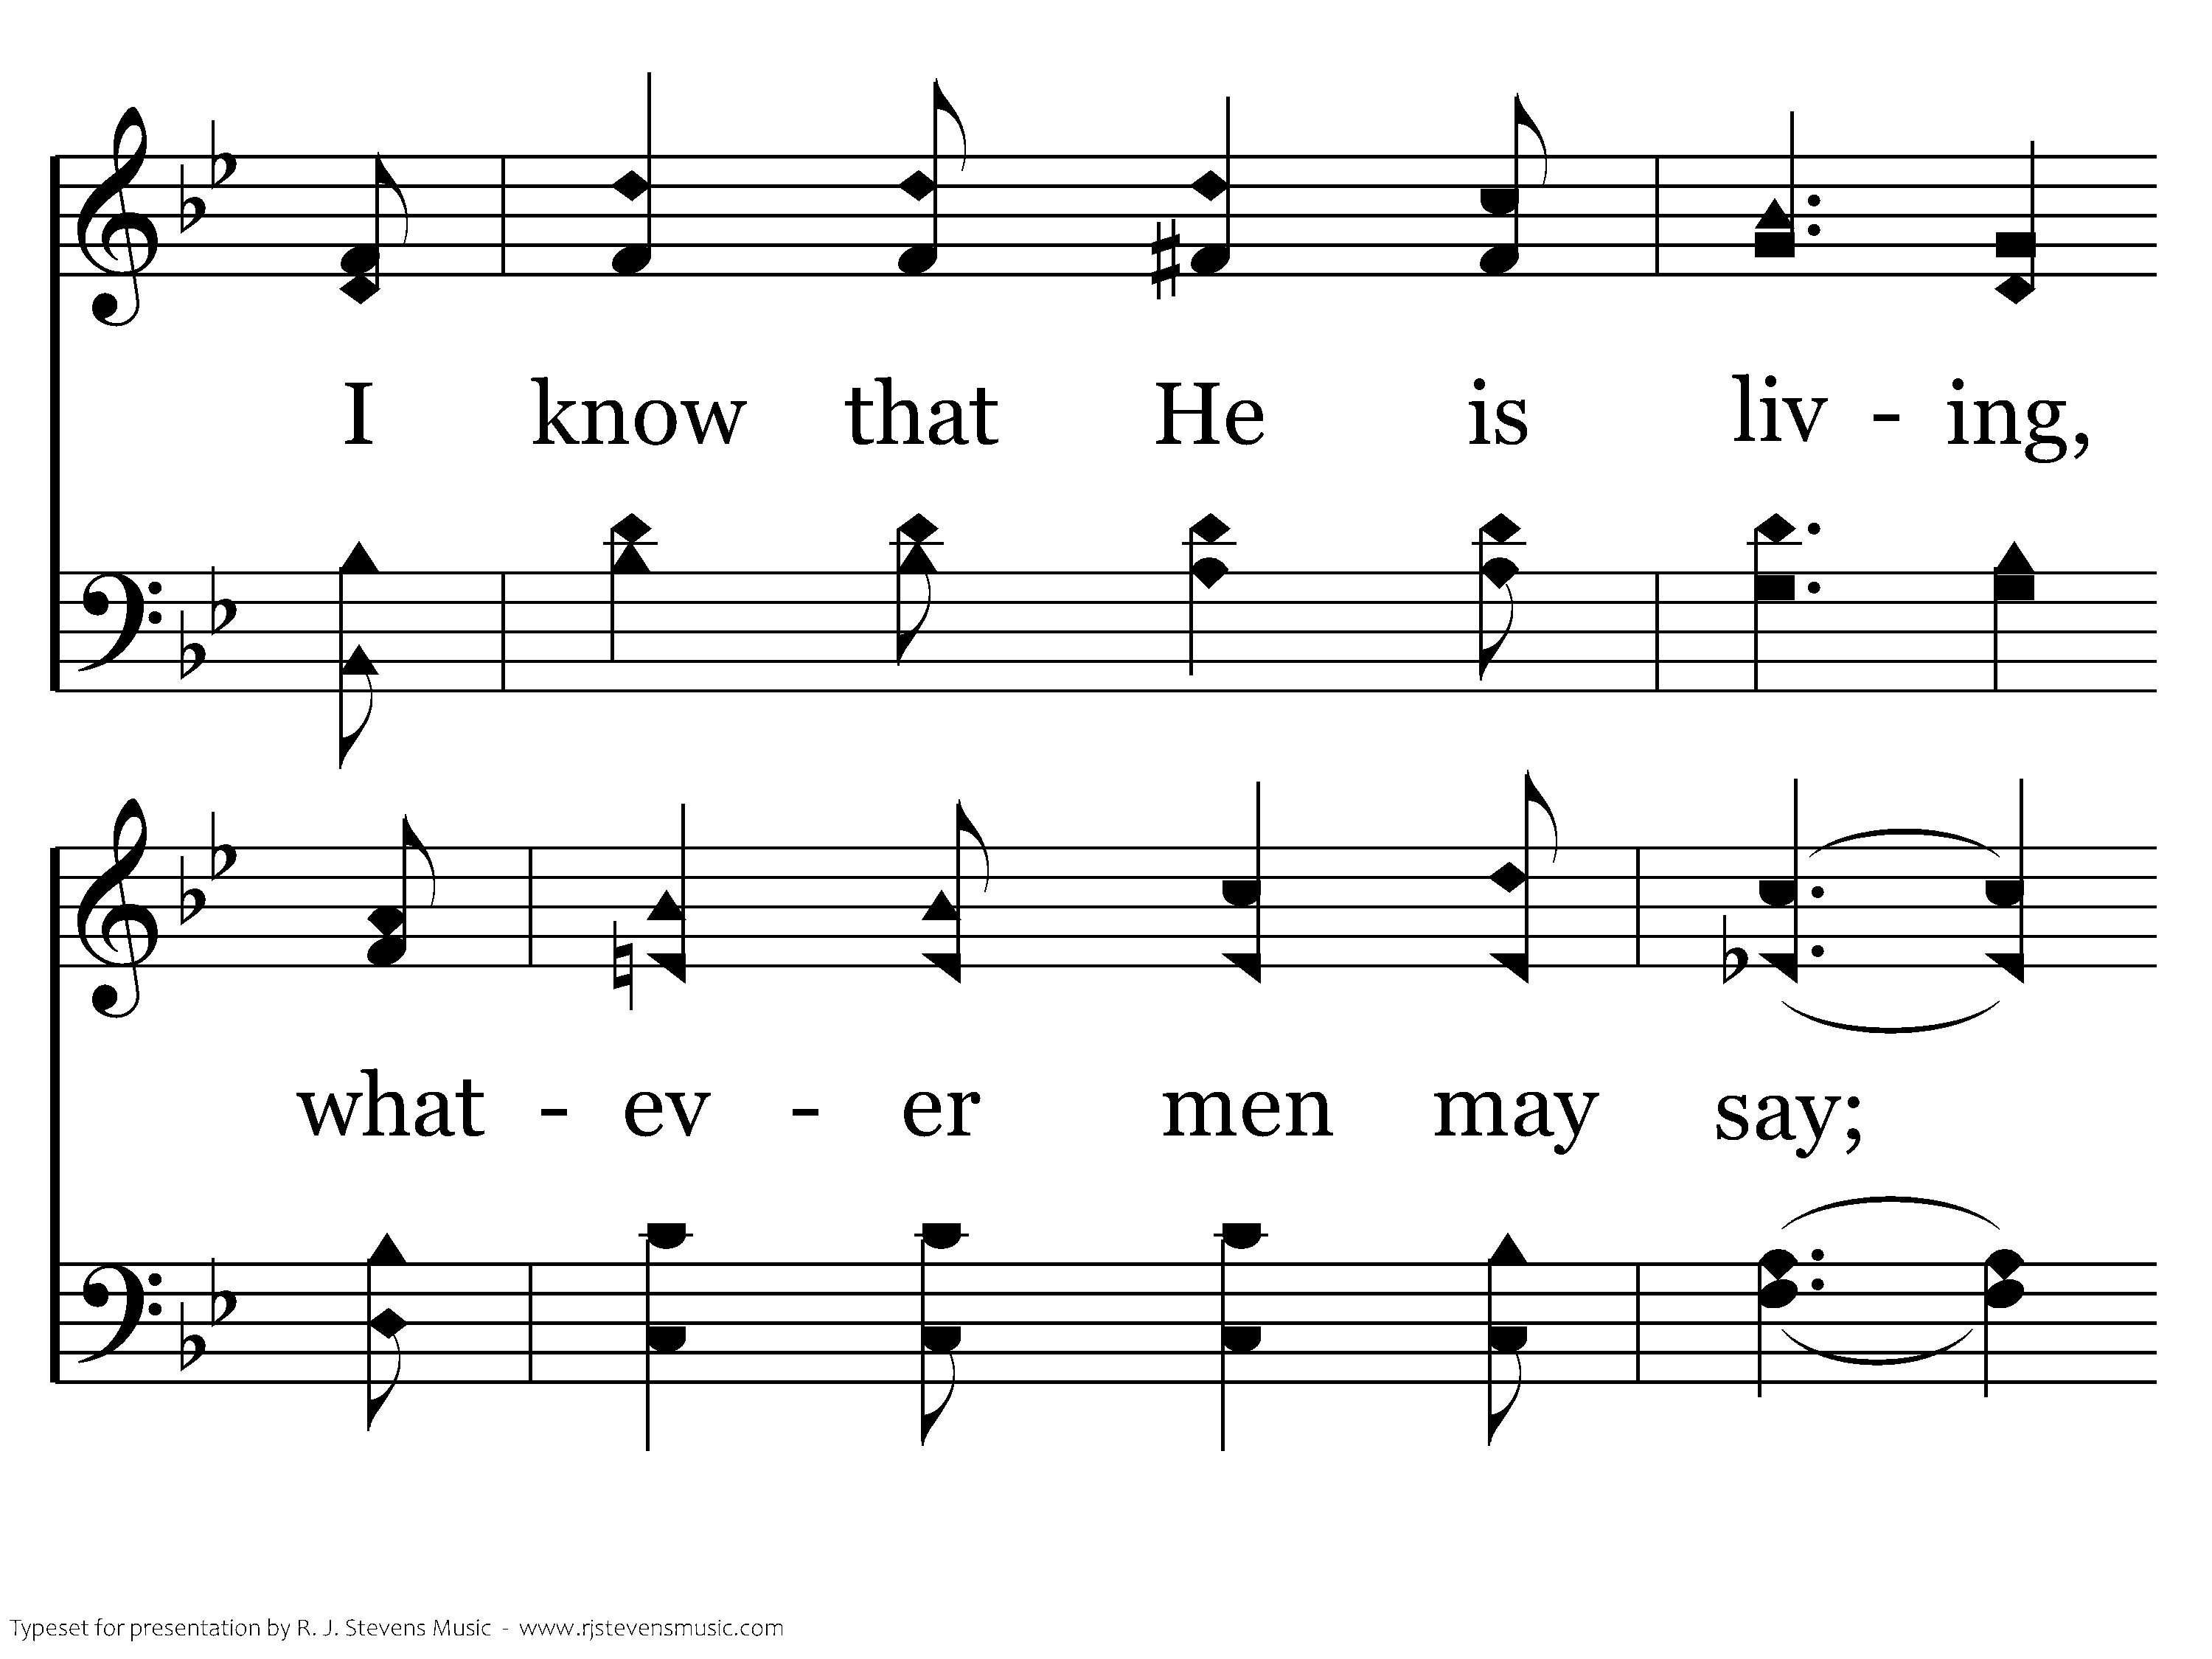 I know that He is liv - ing,
what - ev - er men may say;
Typeset for presentation by R. J. Stevens Music - www.rjstevensmusic.com